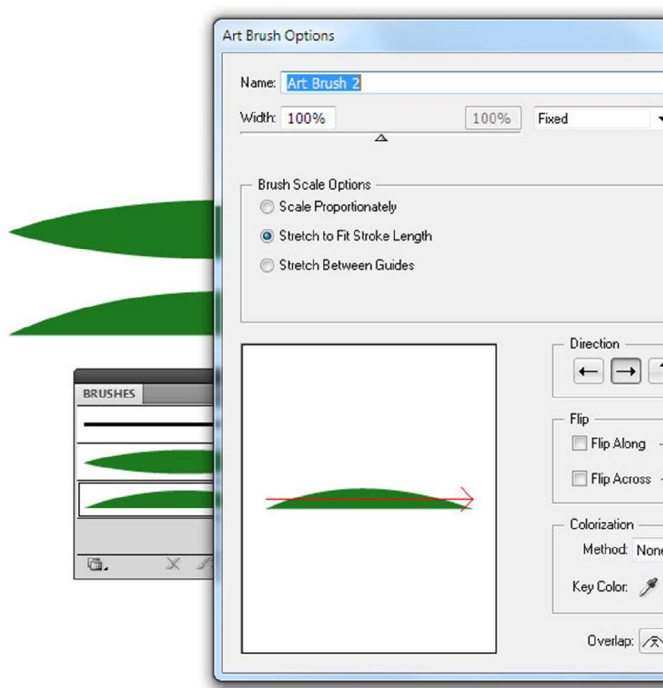 Art Brush Options
Name: Art Brush 2
Width: 100% 100% Fixed
Brush Scale Options
Scale Proportionately
Stretch to Fit Stroke Length
Stretch Between Guides
Direction
BRUSHES
Flip
Flip Along
Flip Across
Colorization
Method: None
Key Color:
Overlap: